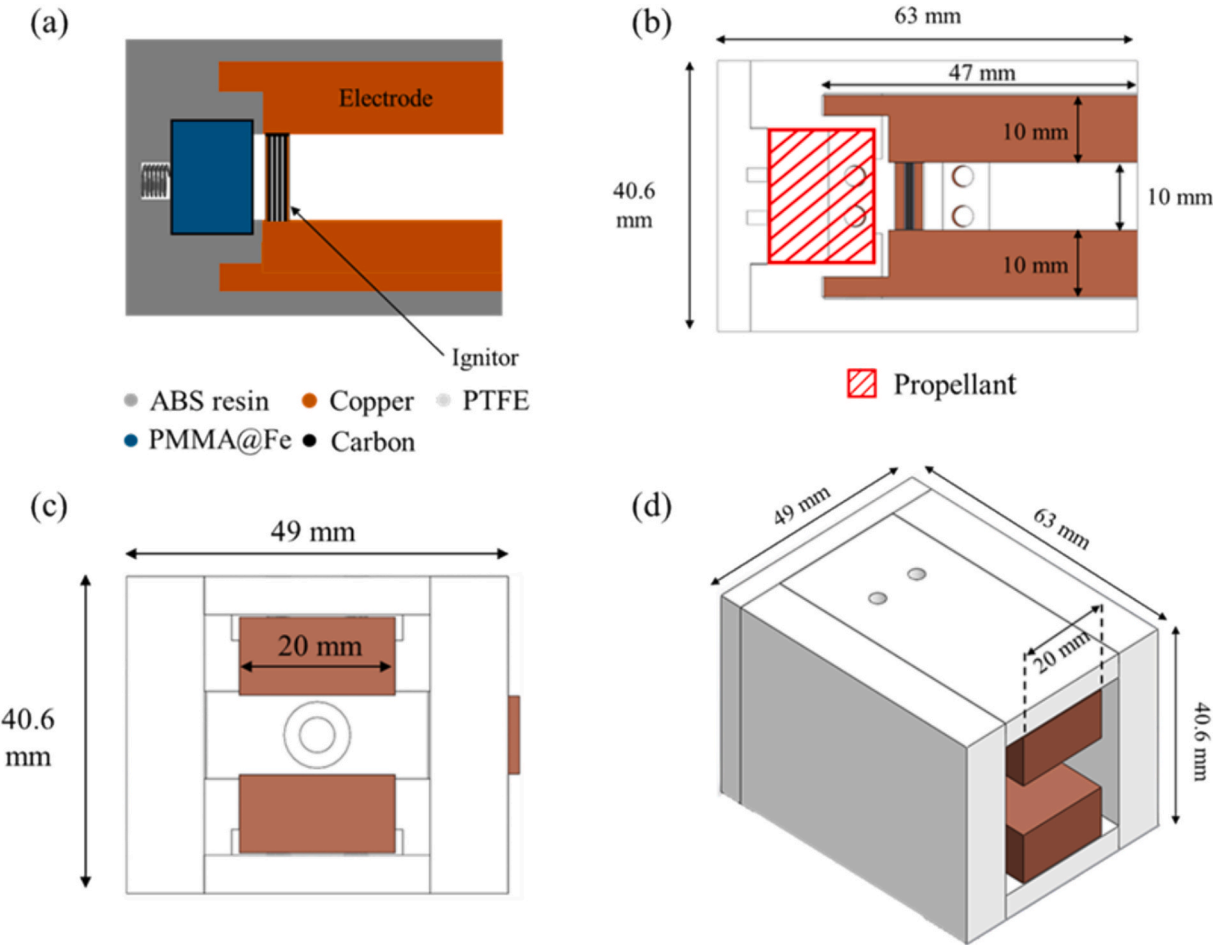 (a)
Electrode
Ignitor
ABS resin Copper PTFE
PMMA@Fe Carbon
(b)
63 mm
47 mm
10 mm
40.6
mm
10 mm
10 mm
Propellant
(c)
49 mm
20 mm
40.6
mm
(d)
49 mm
63 mm
20 mm
40.6 mm